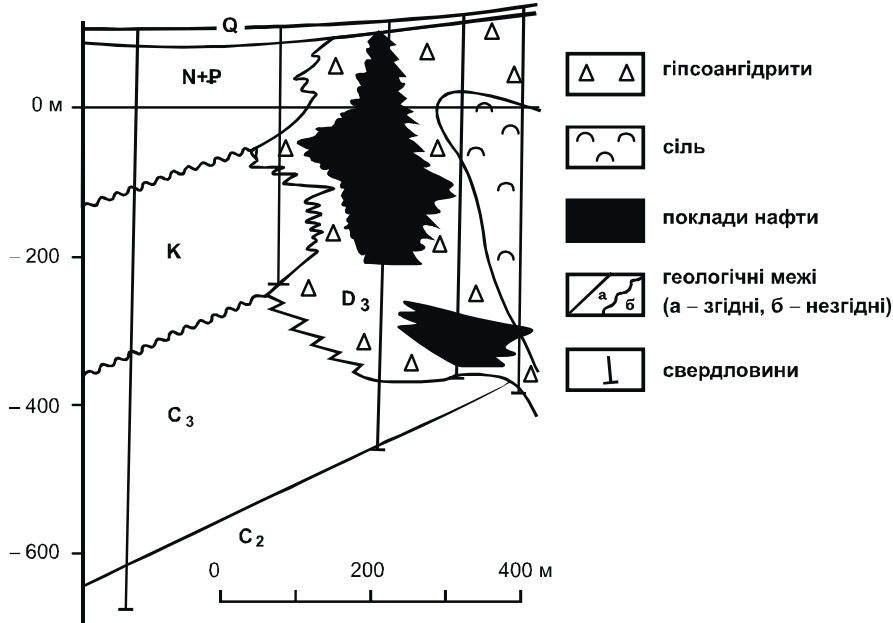 Q
N+₽
0 м
– 200
K
D 3
– 400
C 3
– 600
C 2
0 200 400 м
гіпсоангідрити
сіль
поклади нафти
а б
геологічні межі
(а – згідні, б – незгідні)
свердловини